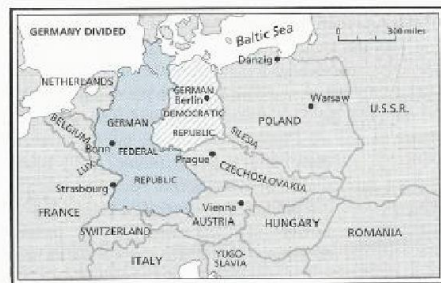 GERMANY DIVIDED
Baltic Sea
0 300 miles
Danzig
NETHERLANDS
GERMAN
Berlin
DEMOCRATIC
REPUBLIC
Warsaw
POLAND
U.S.S.R.
BELGIUM
Bonn
GERMAN
FEDERAL
REPUBLIC
SILESIA
LUX.
Prague
CZECHOSLOVAKIA
Strasbourg
FRANCE
Vienna
AUSTRIA
SWITZERLAND
HUNGARY
ROMANIA
ITALY
YUGO-
SLAVIA